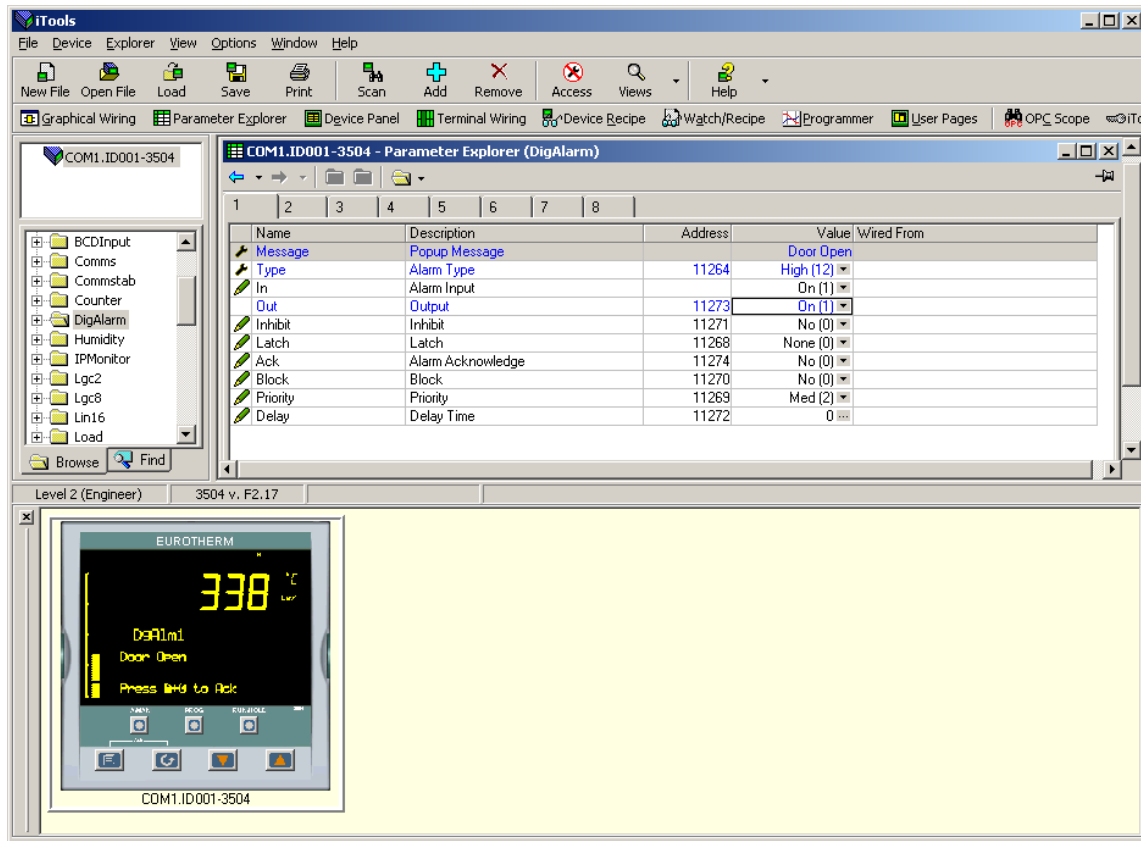 iTools
File Device Explorer View Options Window Help
New File Open File Load Save Print Scan Add Remove Access Views Help
Graphical Wiring Parameter Explorer Device Panel Terminal Wiring Device Recipe Watch/Recipe Programmer User Pages OPC Scope iTo
COM1.ID001-3504
COM1.ID001-3504 - Parameter Explorer (DigAlarm)
1 2 3 4 5 6 7 8
Name Description Address Value Wired From
Message Popup Message Door Open
Type Alarm Type 11264 High (12)
In Alarm Input On (1)
Out Output 11273 On (1)
Inhibit Inhibit 11271 No (0)
Latch Latch 11268 None (0)
Ack Alarm Acknowledge 11274 No (0)
Block Block 11270 No (0)
Priority Priority 11269 Med (2)
Delay Delay Time 11272 0
BCDInput
Comms
Commstab
Counter
DigAlarm
Humidity
IPMonitor
Lgc2
Lgc8
Lin16
Load
Browse Find
Level 2 (Engineer) 3504 v. F2.17
EUROTHERM
338 °C
DgAlm1
Door Open
Press to Ack
PROG RUN/HOLD
COM1.ID001-3504